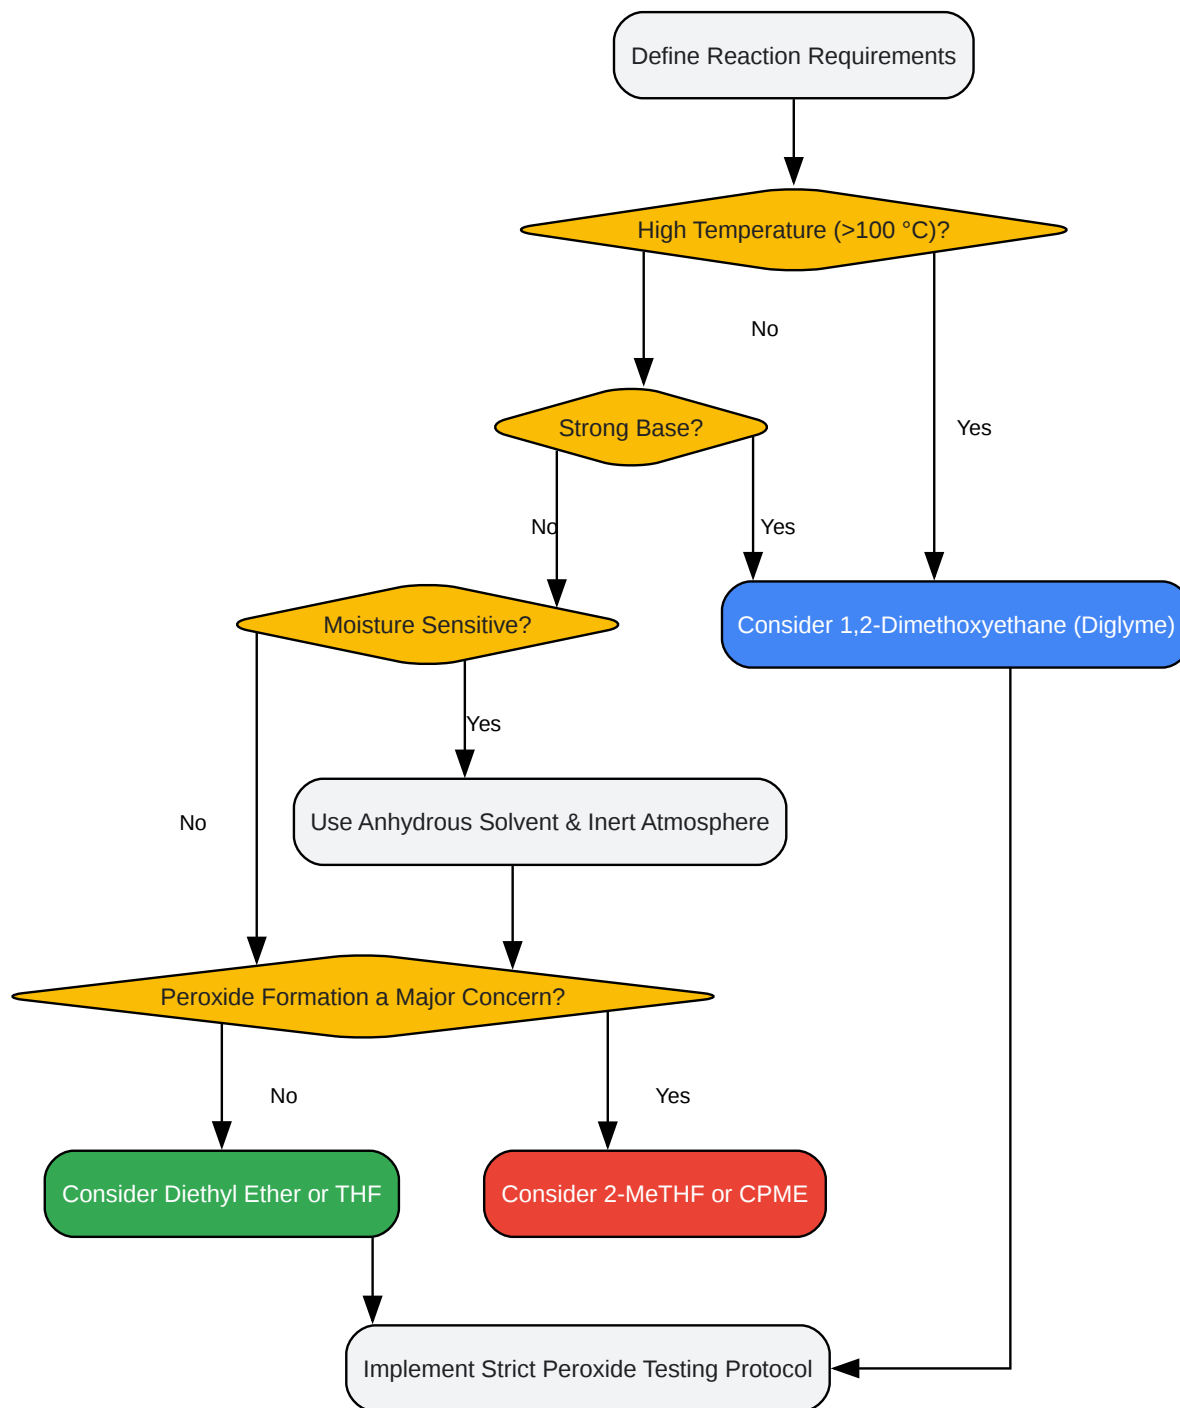 Define Reaction Requirements
High Temperature (>100 °C)?
No
Strong Base?
Yes
No
Yes
Moisture Sensitive?
Consider 1,2-Dimethoxyethane (Diglyme)
Yes
No
Use Anhydrous Solvent & Inert Atmosphere
Peroxide Formation a Major Concern?
No
Yes
Consider Diethyl Ether or THF
Consider 2-MeTHF or CPME
Implement Strict Peroxide Testing Protocol